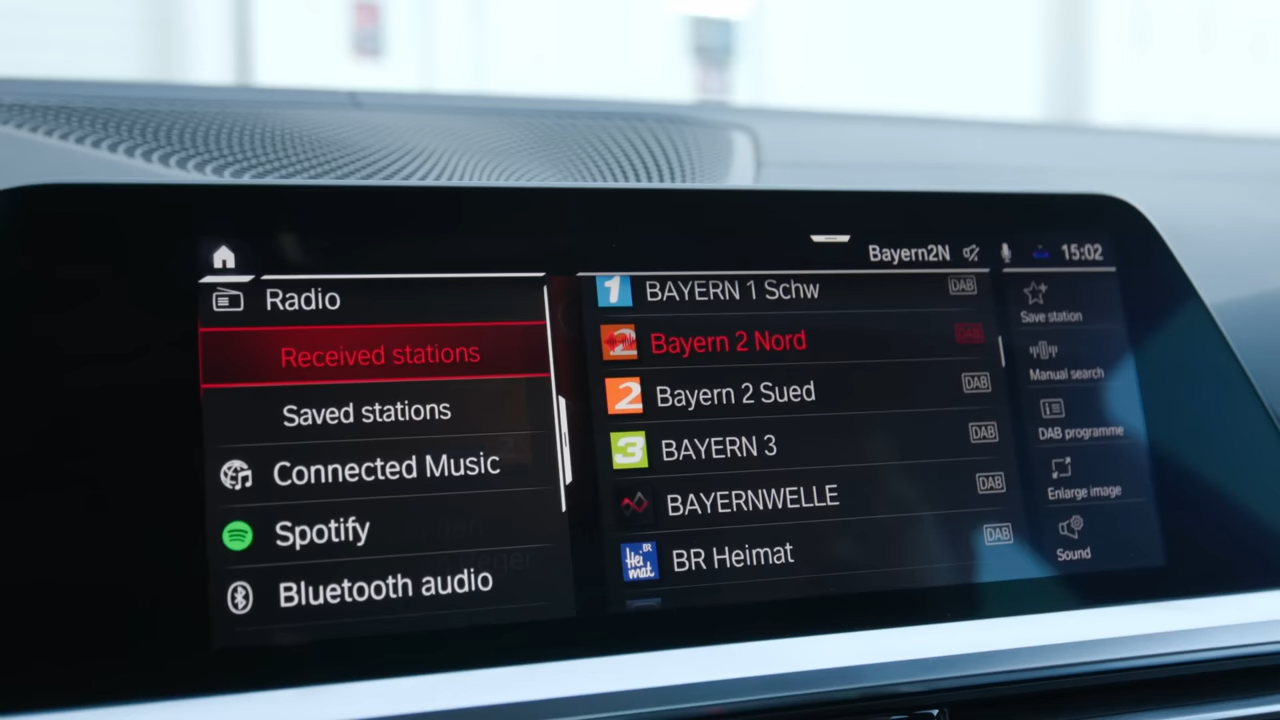 Bayern2N 15:02
Radio
Received stations
Saved stations
Connected Music
Spotify
Bluetooth audio
1 BAYERN 1 Schw DAB
2 Bayern 2 Nord DAB
2 Bayern 2 Sued DAB
3 BAYERN 3 DAB
BAYERNWELLE DAB
BR Heimat BR Heimat DAB
Save station
Manual search
DAB programme
Enlarge image
Sound